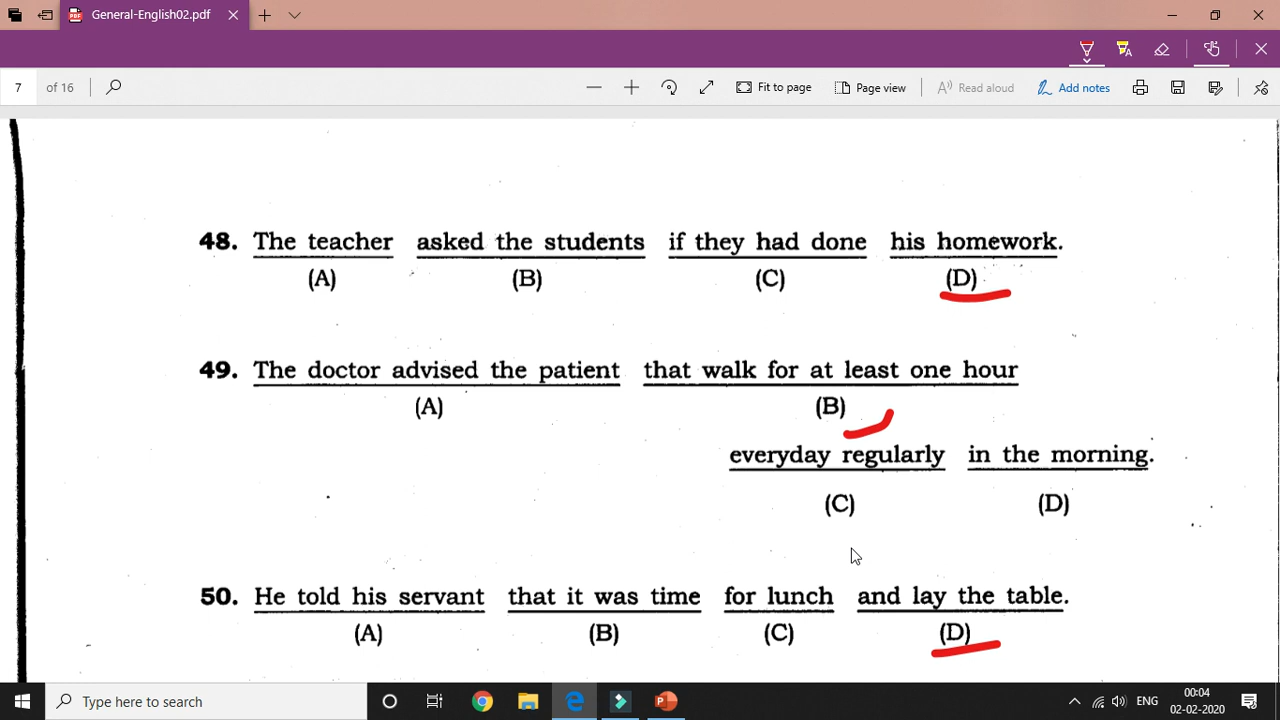 General-English02.pdf
7 of 16 Fit to page Page view Read aloud Add notes
48. The teacher asked the students if they had done his homework.
(A) (B) (C) (D)
49. The doctor advised the patient that walk for at least one hour
(A) (B)
everyday regularly in the morning.
(C) (D)
50. He told his servant that it was time for lunch and lay the table.
(A) (B) (C) (D)
Type here to search
ENG
00:04
02-02-2020